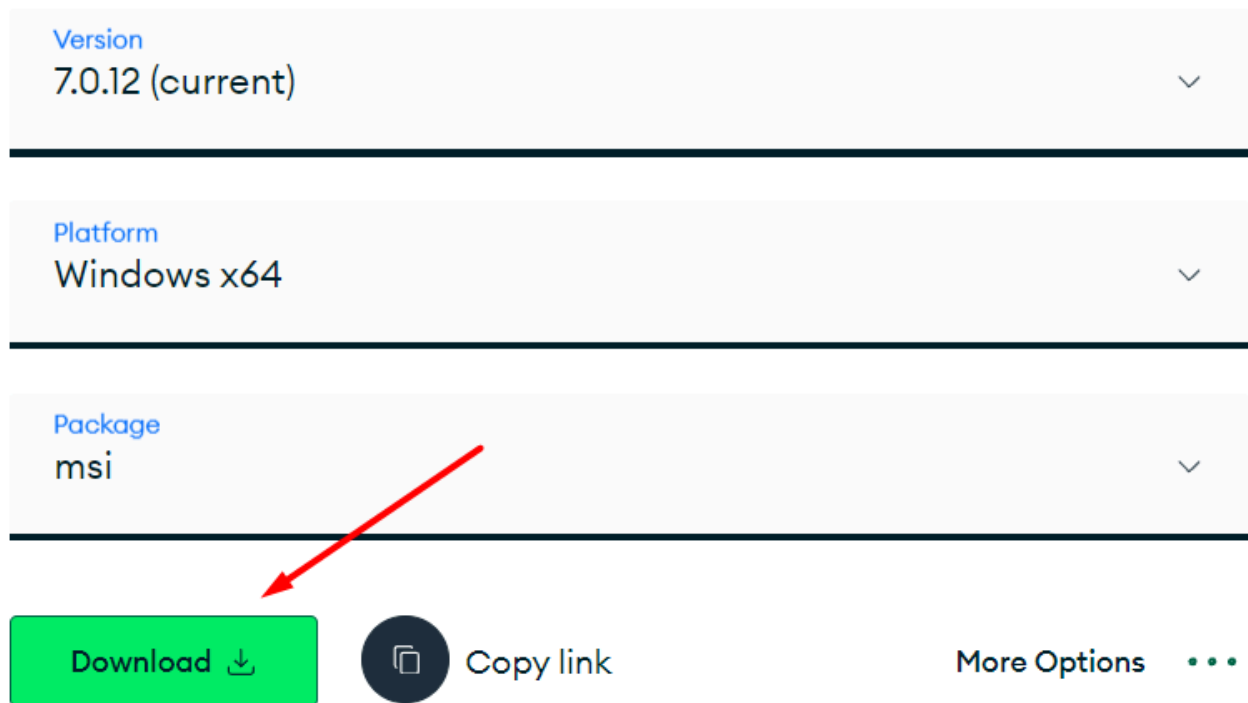 Version
7.0.12 (current)
Platform
Windows x64
Package
msi
Download
Copy link
More Options